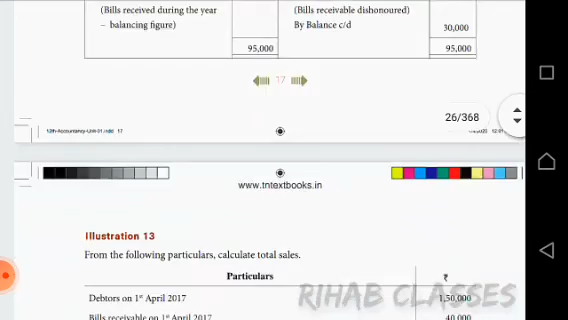 (Bills received during the year
(Bills receivable dishonoured)
– balancing figure)
By Balance c/d
30,000
95,000
95,000
17
26/368
12th-Accountancy-Unit-01.indd 17
www.tntextbooks.in
Illustration 13
From the following particulars, calculate total sales.
Particulars
₹
Debtors on 1st April 2017
1,50,000
Bills receivable on 1st April 2017
40,000
RIHAB CLASSES